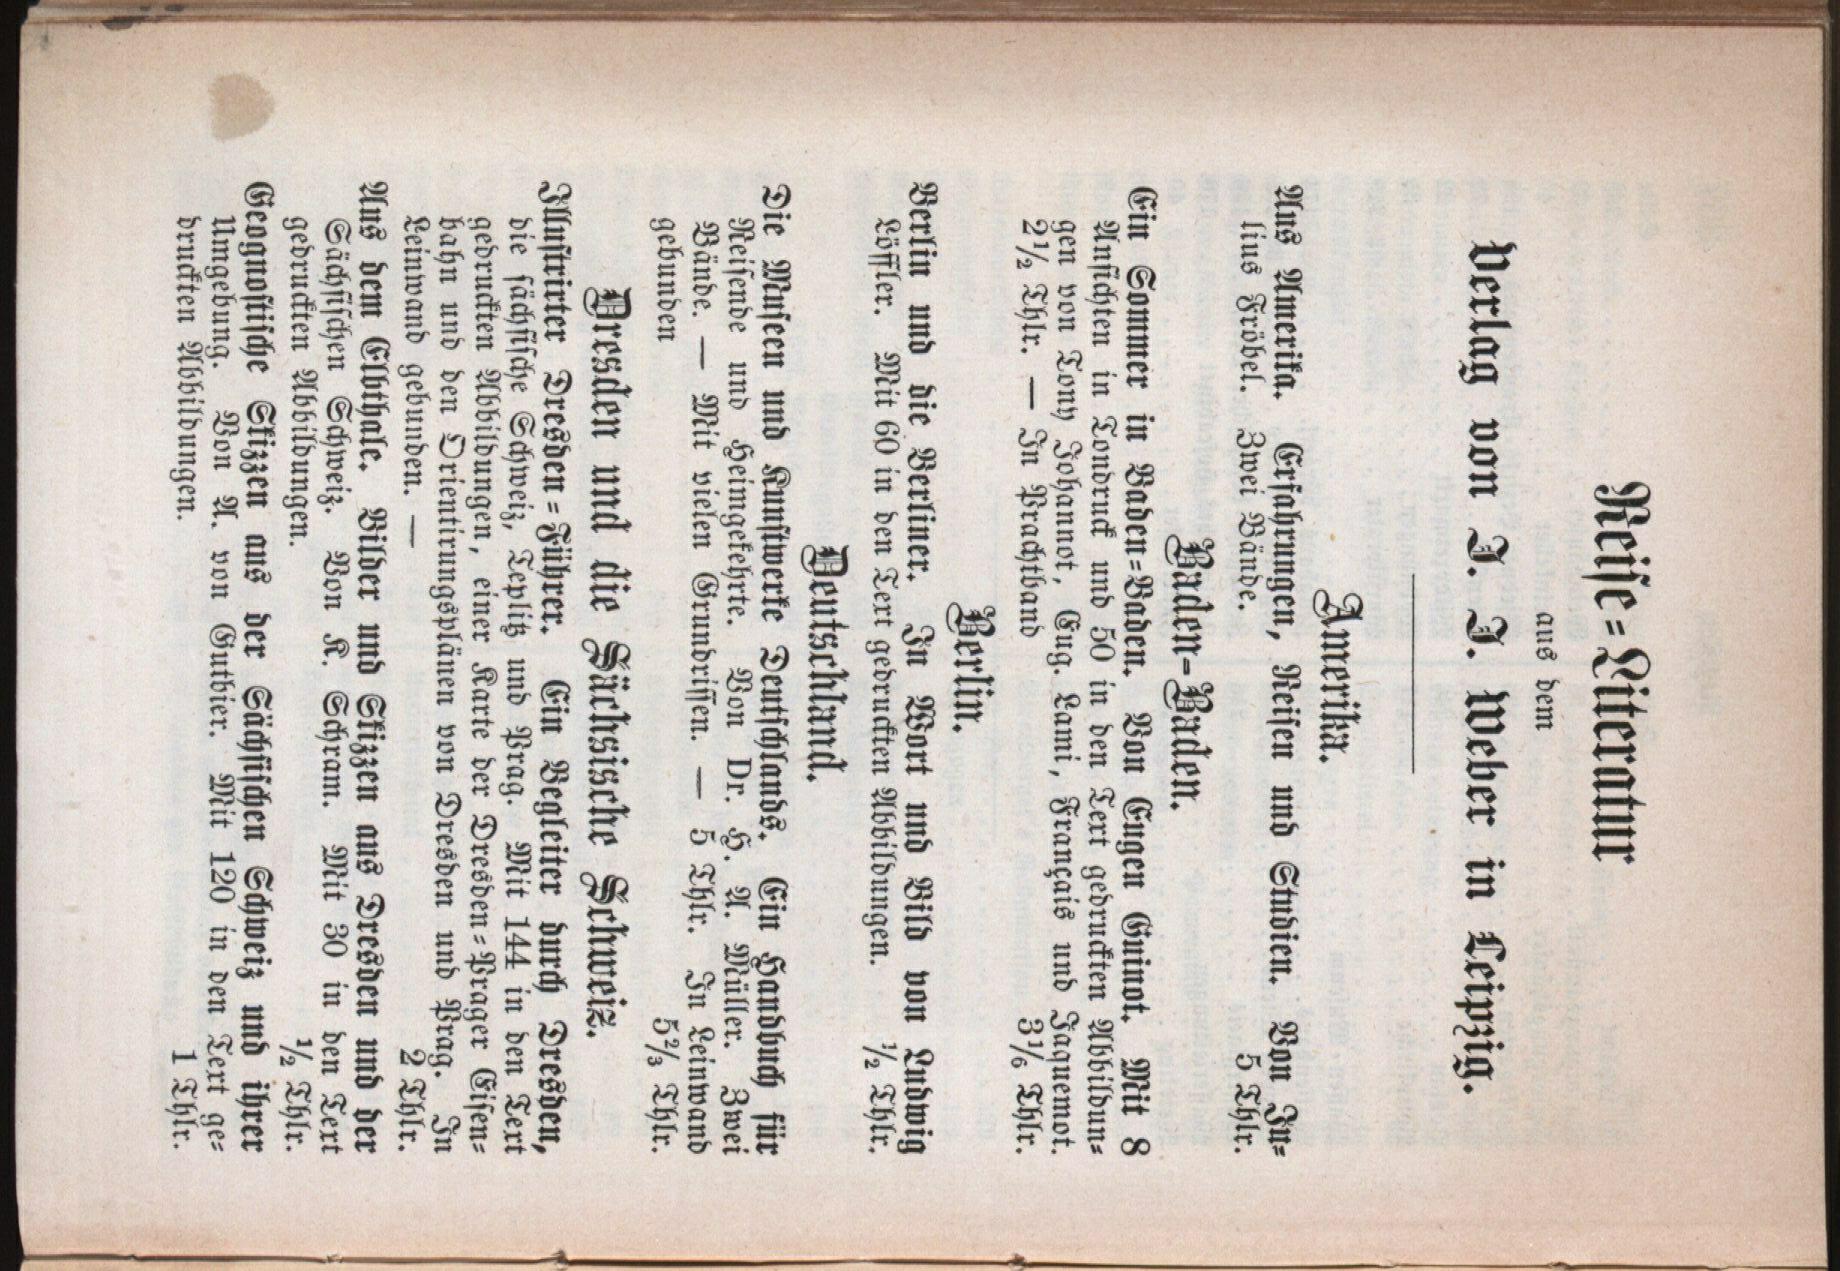 Reise=Literatur
aus dem
Verlag von J. J. Weber in Leipzig.
Amerika.
Aus Amerika. Erfahrungen, Reisen und Studien. Von Ju=
lius Fröbel. Zwei Bände. 5 Thlr.
Baden-Baden.
Ein Sommer in Baden=Baden. Von Eugen Guinot. Mit 8
Ansichten in Tondruck und 50 in den Text gedruckten Abbildun=
gen von Tony Johannot, Eug. Lami, Français und Jaquemot.
2½ Thlr. — In Prachtband 3⅙ Thlr.
Berlin.
Berlin und die Berliner. In Wort und Bild von Ludwig
Löffler. Mit 60 in den Text gedruckten Abbildungen. ½ Thlr.
Deutschland.
Die Museen und Kunstwerke Deutschlands. Ein Handbuch für
Reisende und Heimgekehrte. Von Dr. H. A. Müller. Zwei
Bände. — Mit vielen Grundrissen. — 5 Thlr. In Leinwand
gebunden 5⅔ Thlr.
Dresden und die Sächsische Schweiz.
Illustrirter Dresden=Führer. Ein Begleiter durch Dresden,
die sächsische Schweiz, Teplitz und Prag. Mit 144 in den Text
gedruckten Abbildungen, einer Karte der Dresden=Prager Eisen=
bahn und den Orientirungsplänen von Dresden und Prag. In
Leinwand gebunden. — 2 Thlr.
Aus dem Elbthale. Bilder und Skizzen aus Dresden und der
Sächsischen Schweiz. Von K. Schram. Mit 30 in den Text
gedruckten Abbildungen. ½ Thlr.
Geognostische Skizzen aus der Sächsischen Schweiz und ihrer
Umgebung. Von A. von Gutbier. Mit 120 in den Text ge=
druckten Abbildungen. 1 Thlr.